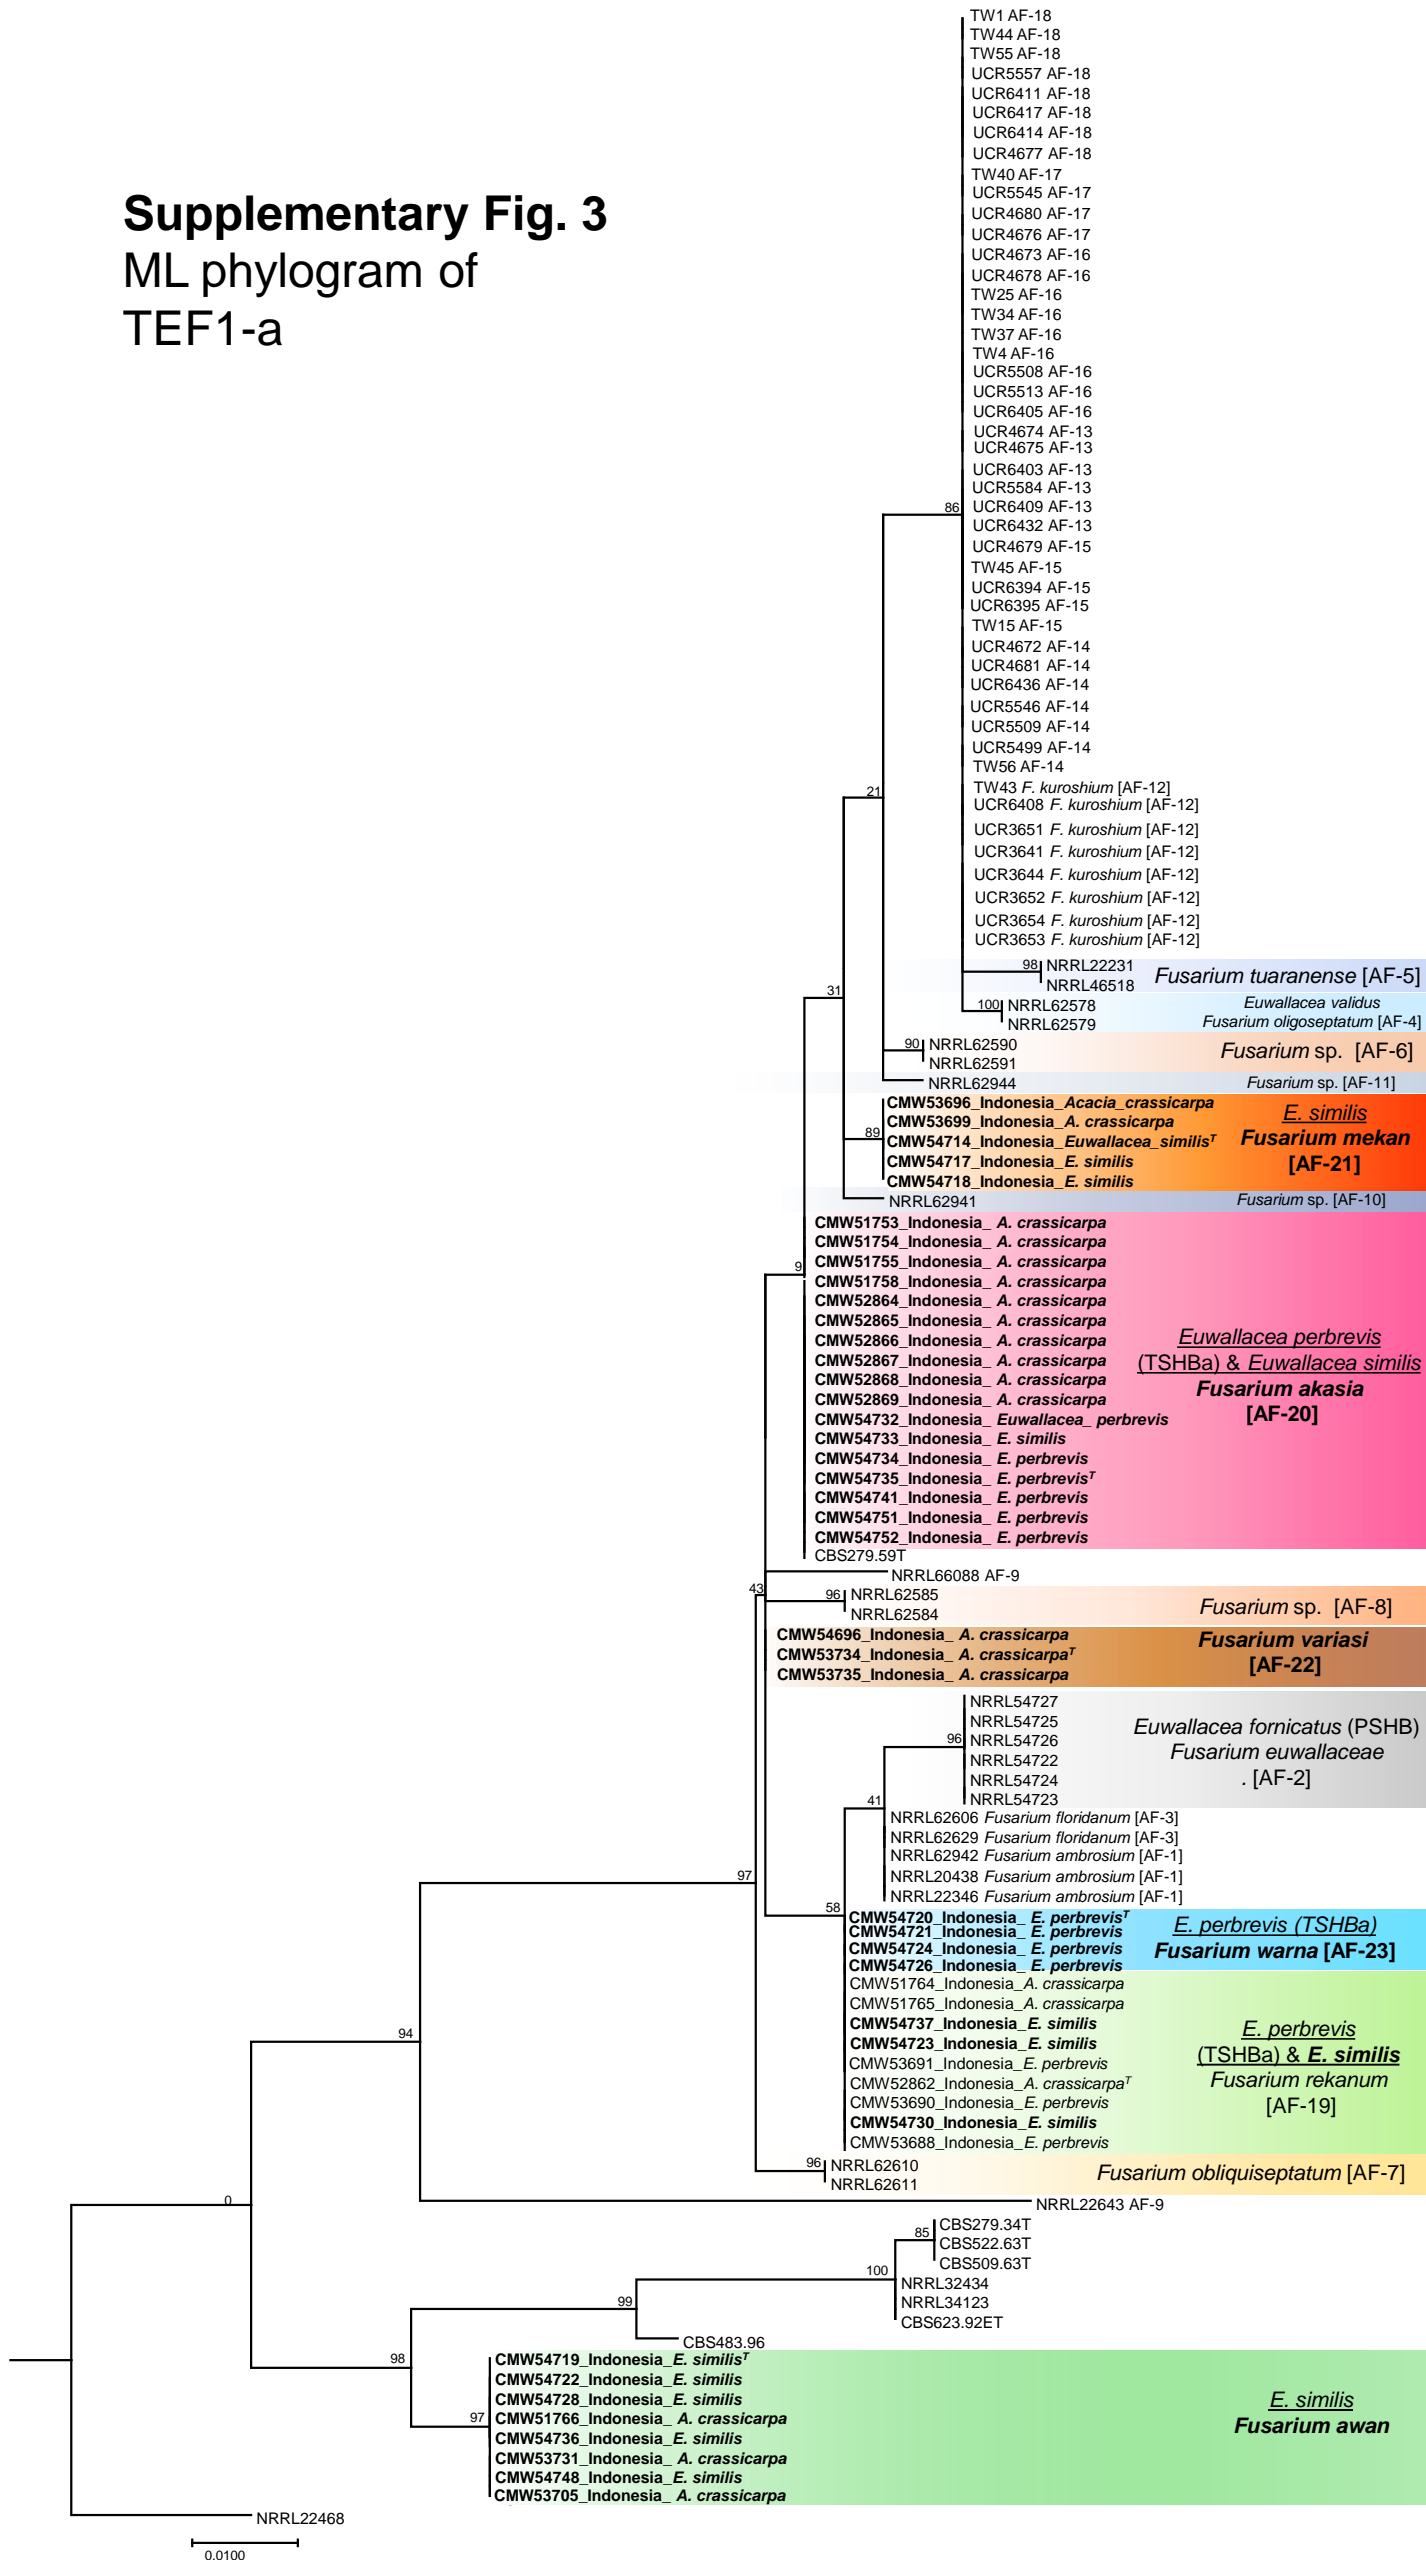 Supplementary Fig. 3
ML phylogram of
TEF1-a
TW1 AF-18
TW44 AF-18
TW55 AF-18
UCR5557 AF-18
UCR6411 AF-18
UCR6417 AF-18
UCR6414 AF-18
UCR4677 AF-18
TW40 AF-17
UCR5545 AF-17
UCR4680 AF-17
UCR4676 AF-17
UCR4673 AF-16
UCR4678 AF-16
TW25 AF-16
TW34 AF-16
TW37 AF-16
TW4 AF-16
UCR5508 AF-16
UCR5513 AF-16
UCR6405 AF-16
UCR4674 AF-13
UCR4675 AF-13
UCR6403 AF-13
UCR5584 AF-13
86
UCR6409 AF-13
UCR6432 AF-13
UCR4679 AF-15
TW45 AF-15
UCR6394 AF-15
UCR6395 AF-15
TW15 AF-15
UCR4672 AF-14
UCR4681 AF-14
UCR6436 AF-14
UCR5546 AF-14
UCR5509 AF-14
UCR5499 AF-14
TW56 AF-14
21
TW43 F. kuroshium [AF-12]
UCR6408 F. kuroshium [AF-12]
UCR3651 F. kuroshium [AF-12]
UCR3641 F. kuroshium [AF-12]
UCR3644 F. kuroshium [AF-12]
UCR3652 F. kuroshium [AF-12]
UCR3654 F. kuroshium [AF-12]
UCR3653 F. kuroshium [AF-12]
98
NRRL22231
NRRL46518
Fusarium tuaranense [AF-5]
31
100
NRRL62578
NRRL62579
Euwallacea validus
Fusarium oligoseptatum [AF-4]
90
NRRL62590
NRRL62591
Fusarium sp. [AF-6]
NRRL62944
Fusarium sp. [AF-11]
89
CMW53696_Indonesia_Acacia_crassicarpa
CMW53699_Indonesia_A. crassicarpa
CMW54714_Indonesia_Euwallacea_similisT
CMW54717_Indonesia_E. similis
CMW54718_Indonesia_E. similis
E. similis
Fusarium mekan
[AF-21]
NRRL62941
Fusarium sp. [AF-10]
9
CMW51753_Indonesia_ A. crassicarpa
CMW51754_Indonesia_ A. crassicarpa
CMW51755_Indonesia_ A. crassicarpa
CMW51758_Indonesia_ A. crassicarpa
CMW52864_Indonesia_ A. crassicarpa
CMW52865_Indonesia_ A. crassicarpa
CMW52866_Indonesia_ A. crassicarpa
CMW52867_Indonesia_ A. crassicarpa
CMW52868_Indonesia_ A. crassicarpa
CMW52869_Indonesia_ A. crassicarpa
CMW54732_Indonesia_ Euwallacea_ perbrevis
CMW54733_Indonesia_ E. similis
CMW54734_Indonesia_ E. perbrevis
CMW54735_Indonesia_ E. perbrevisT
CMW54741_Indonesia_ E. perbrevis
CMW54751_Indonesia_ E. perbrevis
CMW54752_Indonesia_ E. perbrevis
Euwallacea perbrevis
(TSHBa) & Euwallacea similis
Fusarium akasia
[AF-20]
CBS279.59T
43
NRRL66088 AF-9
96
NRRL62585
NRRL62584
Fusarium sp. [AF-8]
CMW54696_Indonesia_ A. crassicarpa
CMW53734_Indonesia_ A. crassicarpaT
CMW53735_Indonesia_ A. crassicarpa
Fusarium variasi
[AF-22]
96
NRRL54727
NRRL54725
NRRL54726
NRRL54722
NRRL54724
NRRL54723
Euwallacea fornicatus (PSHB)
Fusarium euwallaceae
. [AF-2]
41
NRRL62606 Fusarium floridanum [AF-3]
NRRL62629 Fusarium floridanum [AF-3]
NRRL62942 Fusarium ambrosium [AF-1]
NRRL20438 Fusarium ambrosium [AF-1]
NRRL22346 Fusarium ambrosium [AF-1]
97
58
CMW54720_Indonesia_ E. perbrevisT
CMW54721_Indonesia_ E. perbrevis
CMW54724_Indonesia_ E. perbrevis
CMW54726_Indonesia_ E. perbrevis
E. perbrevis (TSHBa)
Fusarium warna [AF-23]
CMW51764_Indonesia_A. crassicarpa
CMW51765_Indonesia_A. crassicarpa
CMW54737_Indonesia_E. similis
CMW54723_Indonesia_E. similis
CMW53691_Indonesia_E. perbrevis
CMW52862_Indonesia_A. crassicarpaT
CMW53690_Indonesia_E. perbrevis
CMW54730_Indonesia_E. similis
CMW53688_Indonesia_E. perbrevis
E. perbrevis
(TSHBa) & E. similis
Fusarium rekanum
[AF-19]
94
96
NRRL62610
NRRL62611
Fusarium obliquiseptatum [AF-7]
0
NRRL22643 AF-9
85
CBS279.34T
CBS522.63T
CBS509.63T
100
NRRL32434
NRRL34123
CBS623.92ET
99
CBS483.96
98
97
CMW54719_Indonesia_E. similisT
CMW54722_Indonesia_E. similis
CMW54728_Indonesia_E. similis
CMW51766_Indonesia_ A. crassicarpa
CMW54736_Indonesia_E. similis
CMW53731_Indonesia_ A. crassicarpa
CMW54748_Indonesia_E. similis
CMW53705_Indonesia_ A. crassicarpa
E. similis
Fusarium awan
NRRL22468
0.0100